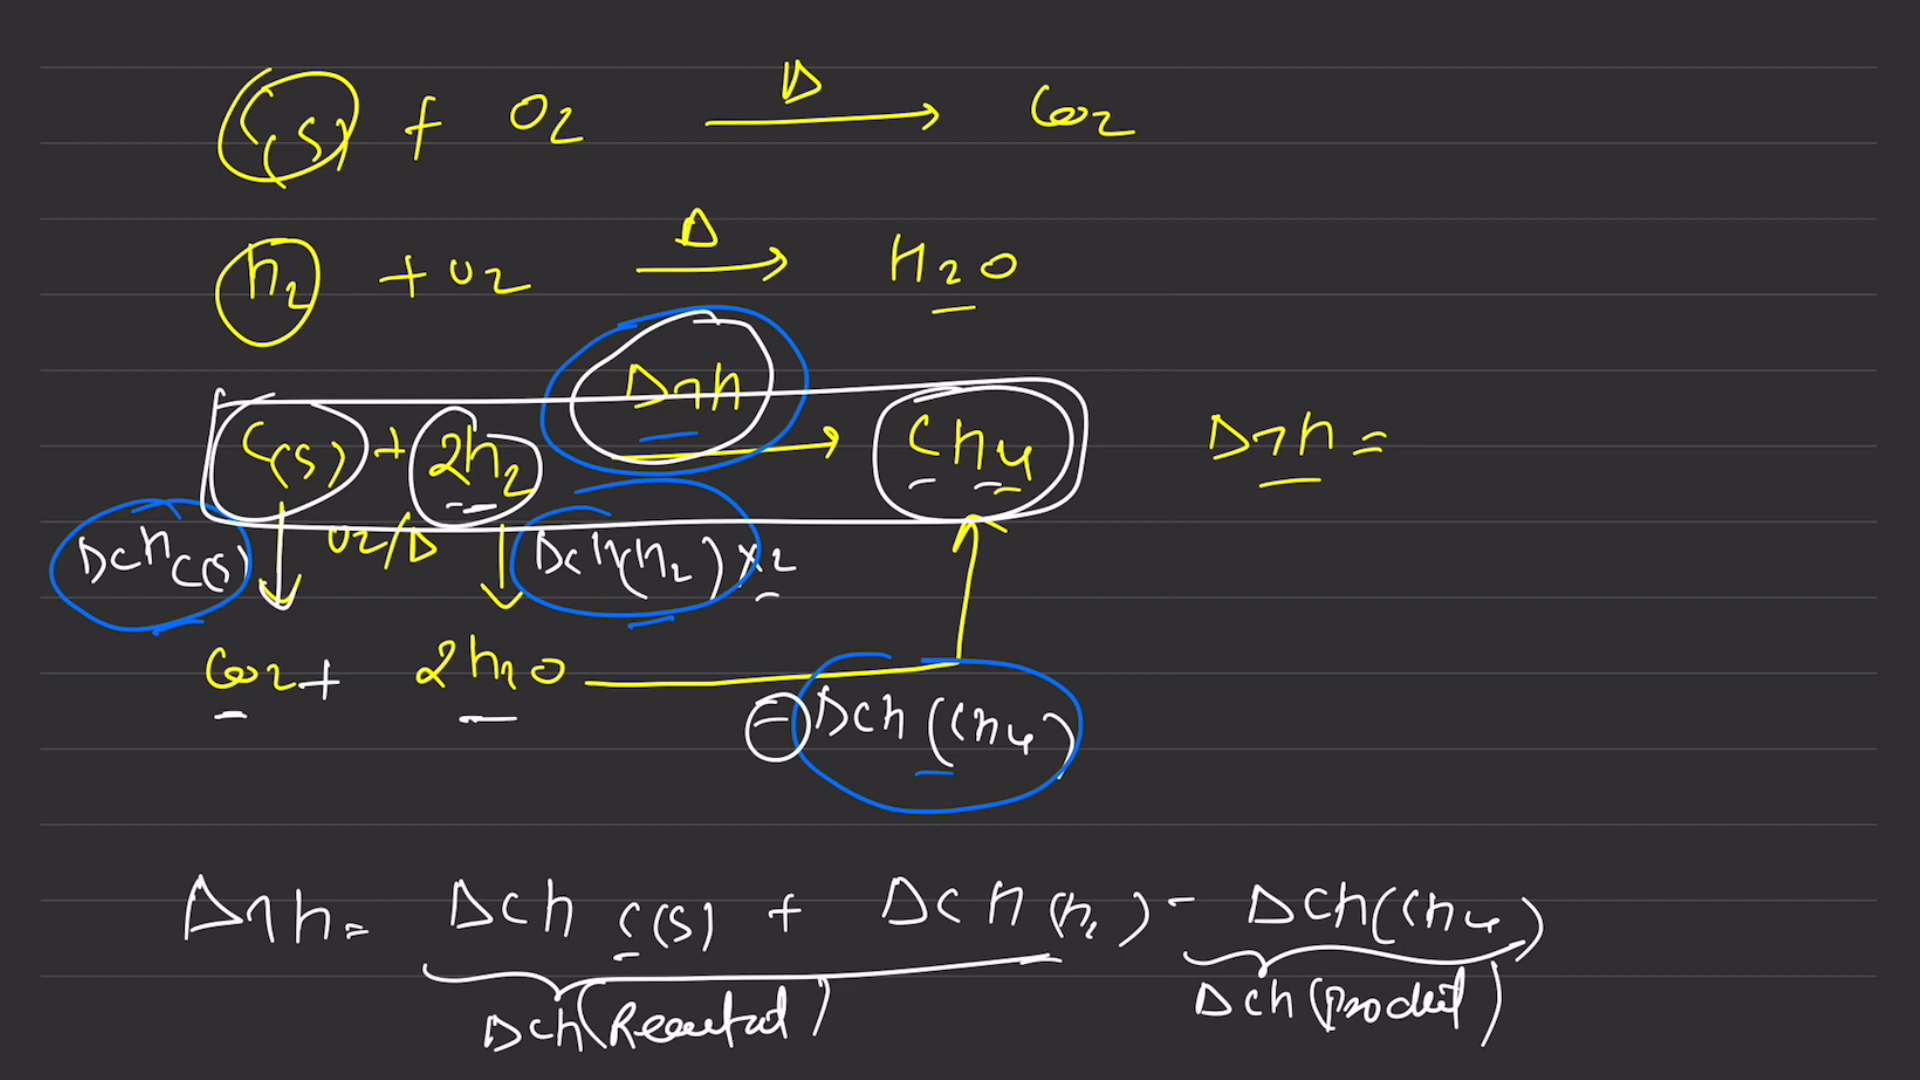 C(s) + O2 Δ→ CO2
H2 + O2 Δ→ H2O
ΔrH
C(s) + 2H2 → CH4 ΔrH =
ΔcH C(s) O2/Δ ΔcH(H2) x2
CO2 + 2H2O
- ΔcH (CH4)
ΔrH = ΔcH C(s) + ΔcH (H2) - ΔcH(CH4)
ΔcH(Reactant) ΔcH (Product)